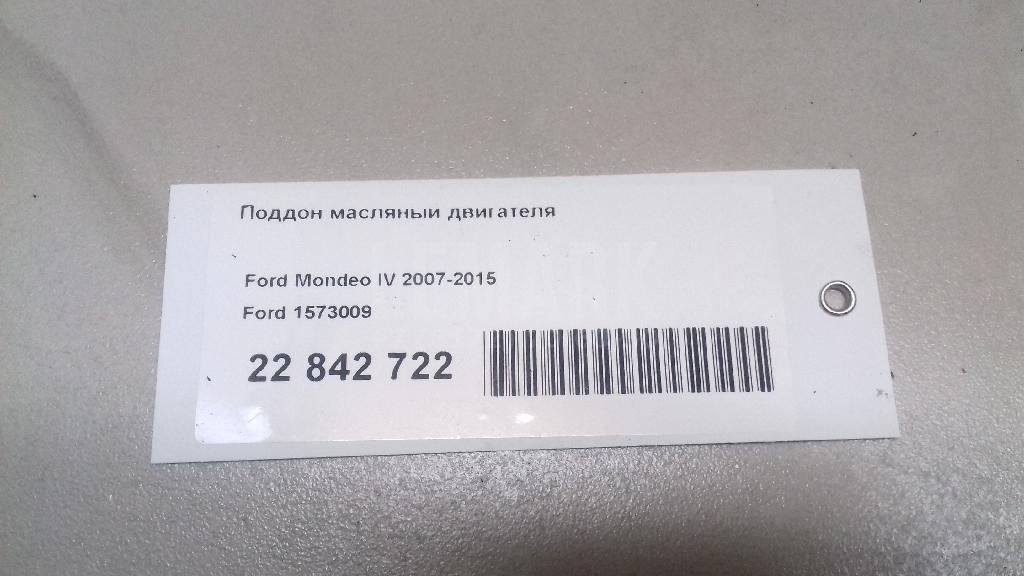 Поддон масляный двигателя
Ford Mondeo IV 2007-2015
Ford 1573009
22 842 722